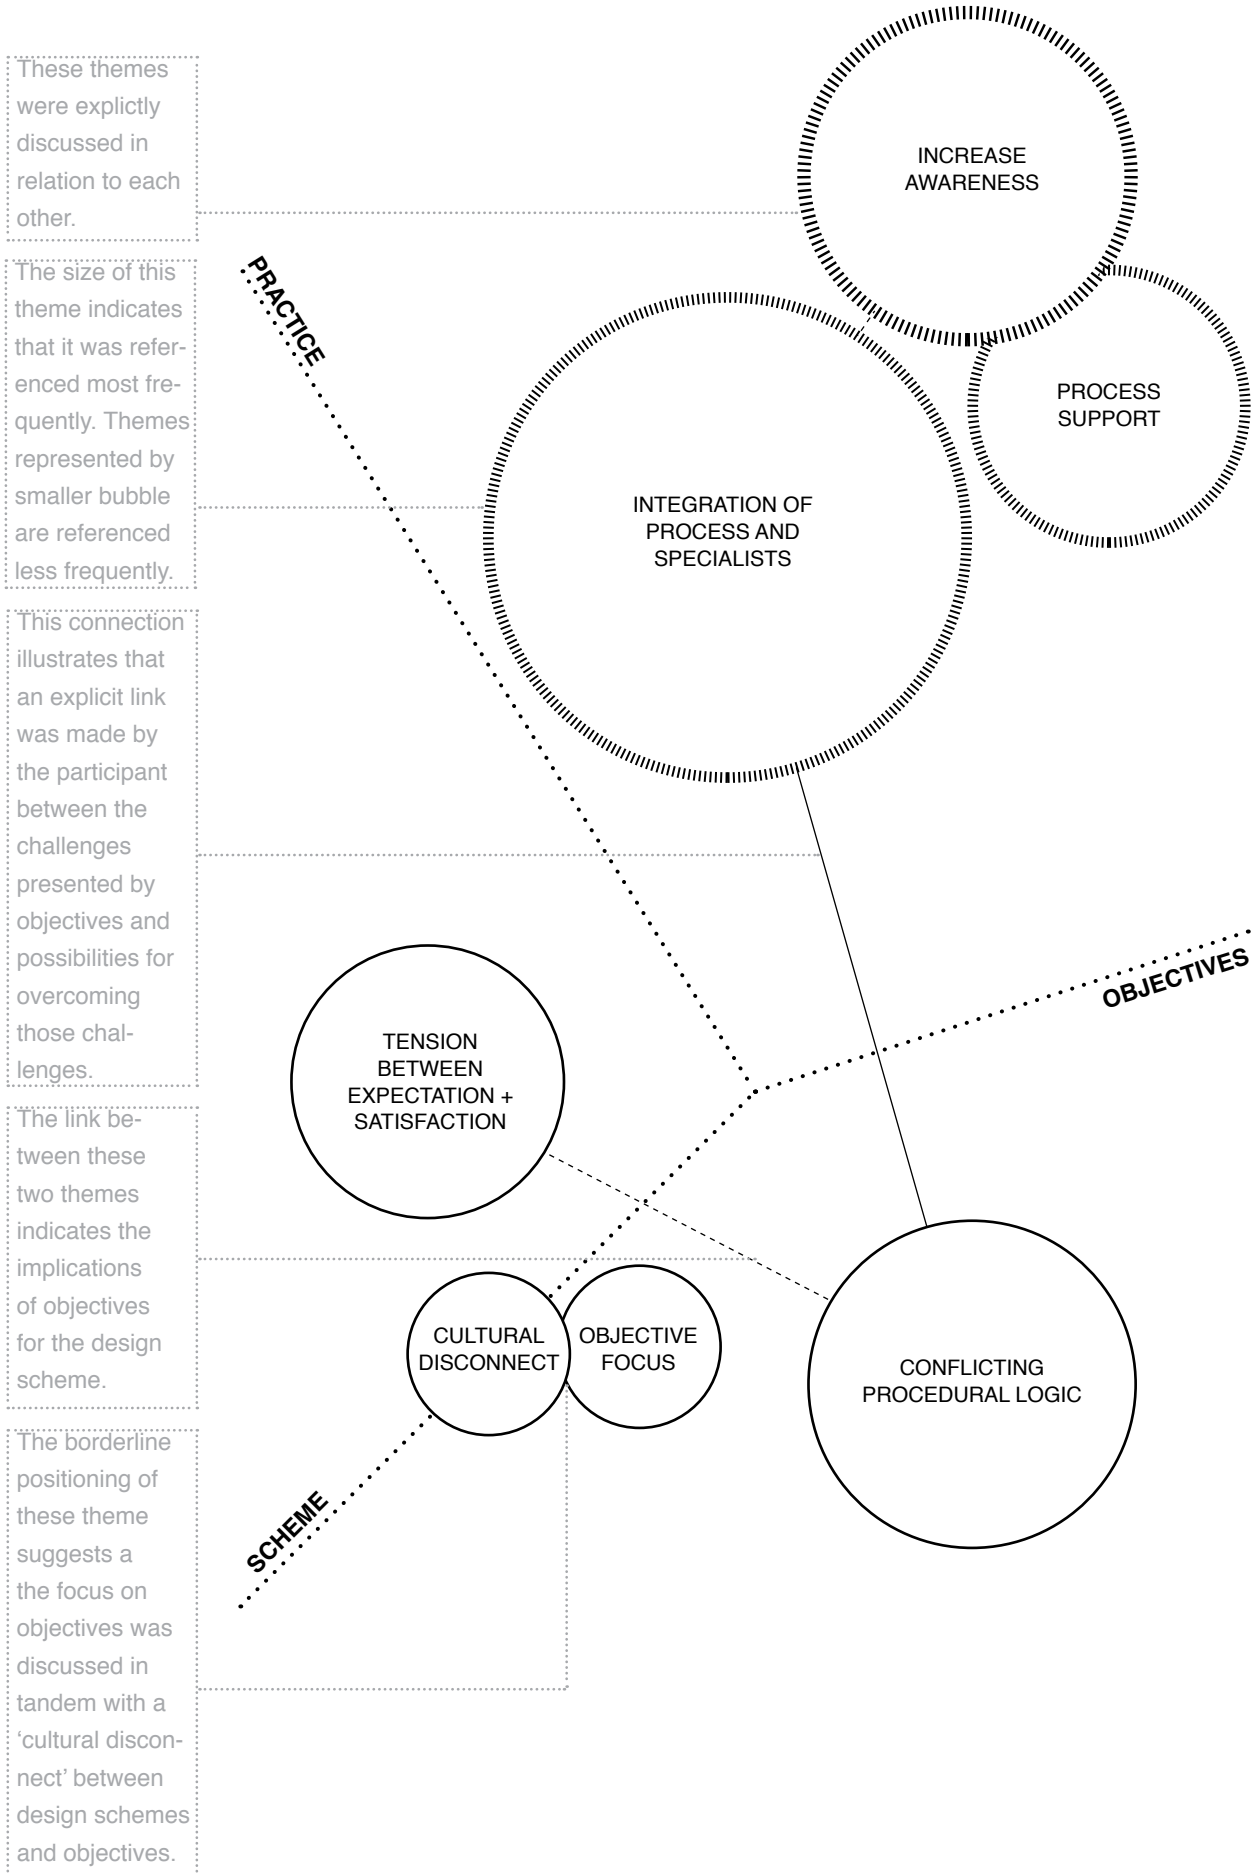 These themes
were explictly
discussed in
relation to each
other.
The size of this
theme indicates
that it was refer-
enced most fre-
quently. Themes
represented by
smaller bubble
are referenced
less frequently.
This connection
illustrates that
an explicit link
was made by
the participant
between the
challenges
presented by
objectives and
possibilities for
overcoming
those chal-
lenges.
The link be-
tween these
two themes
indicates the
implications
of objectives
for the design
scheme.
The borderline
positioning of
these theme
suggests a
the focus on
objectives was
discussed in
tandem with a
‘cultural discon-
nect’ between
design schemes
and objectives.
INCREASE
AWARENESS
PRACTICE
PROCESS
SUPPORT
INTEGRATION OF
PROCESS AND
SPECIALISTS
OBJECTIVES
TENSION
BETWEEN
EXPECTATION +
SATISFACTION
CULTURAL
DISCONNECT
OBJECTIVE
FOCUS
CONFLICTING
PROCEDURAL LOGIC
SCHEME